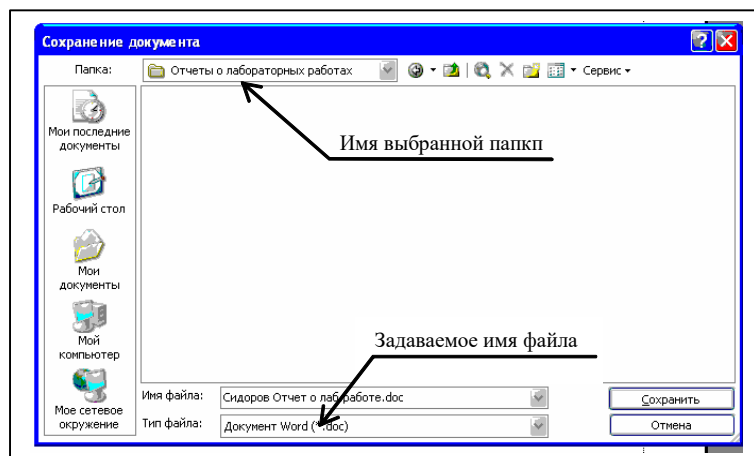 Сохранение документа
Папка:
Отчеты о лабораторных работах
Сервис
Мои последние
документы
Имя выбранной папкп
Рабочий стол
Мои
документы
Мой
компьютер
Задаваемое имя файла
Мое сетевое
окружение
Имя файла:
Сидоров Отчет о лаб работе.doc
Сохранить
Тип файла:
Документ Word (*.doc)
Отмена